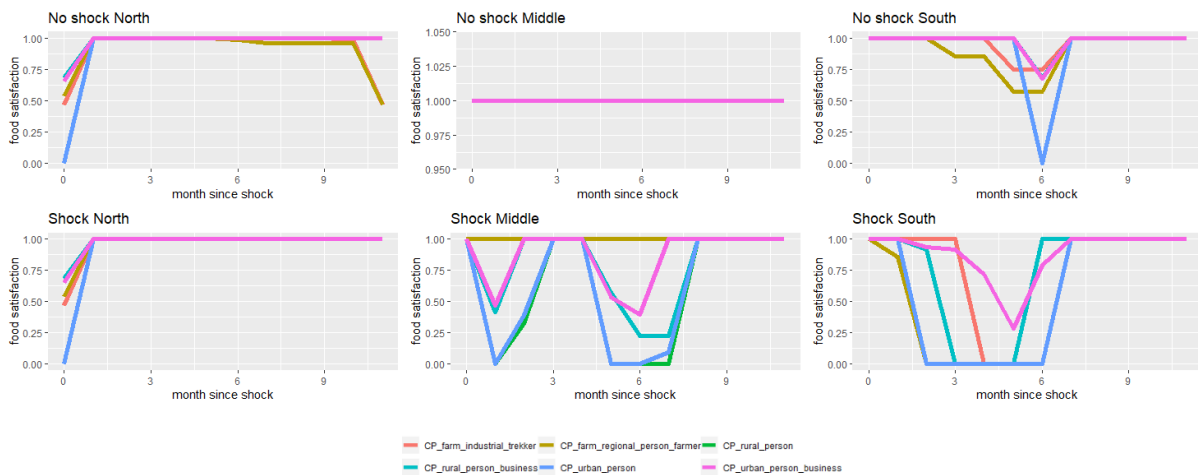 No shock North
No shock Middle
No shock South
1.00
0.75
0.50
0.25
0.00
food satisfaction
0
3
6
9
month since shock
1.050
1.025
1.000
0.975
0.950
food satisfaction
0
3
6
9
month since shock
1.00
0.75
0.50
0.25
0.00
food satisfaction
0
3
6
9
month since shock
Shock North
Shock Middle
Shock South
1.00
0.75
0.50
0.25
0.00
food satisfaction
0
3
6
9
month since shock
1.00
0.75
0.50
0.25
0.00
food satisfaction
0
3
6
9
month since shock
1.00
0.75
0.50
0.25
0.00
food satisfaction
0
3
6
9
month since shock
CP_farm_industrial_trekker
CP_farm_regional_person_farmer
CP_rural_person
CP_rural_person_business
CP_urban_person
CP_urban_person_business